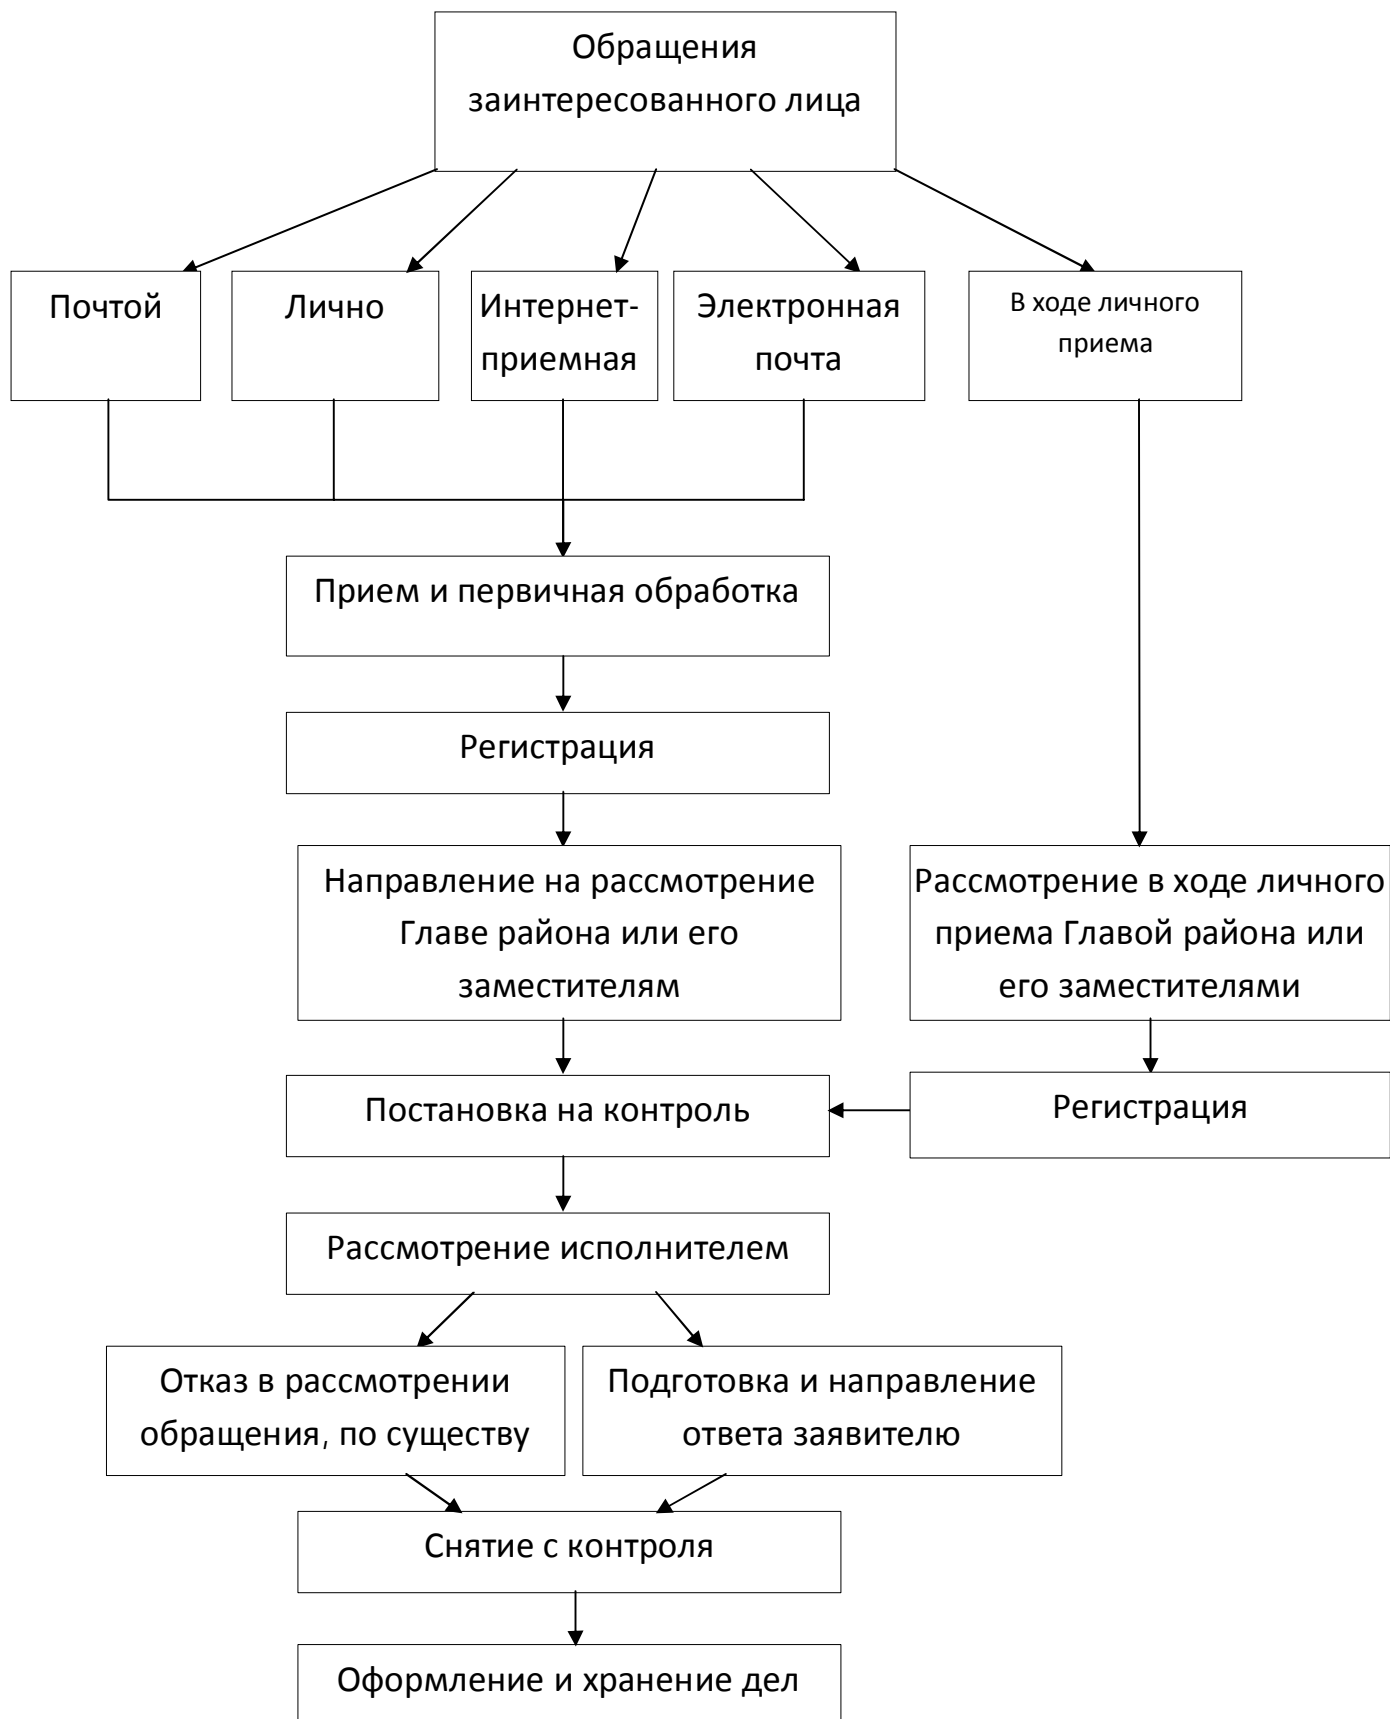 Обращения
заинтересованного лица
Почтой
Лично
Интернет-
приемная
Электронная
почта
В ходе личного
приема
Прием и первичная обработка
Регистрация
Направление на рассмотрение
Главе района или его
заместителям
Рассмотрение в ходе личного
приема Главой района или
его заместителями
Постановка на контроль
Регистрация
Рассмотрение исполнителем
Отказ в рассмотрении
обращения, по существу
Подготовка и направление
ответа заявителю
Снятие с контроля
Оформление и хранение дел